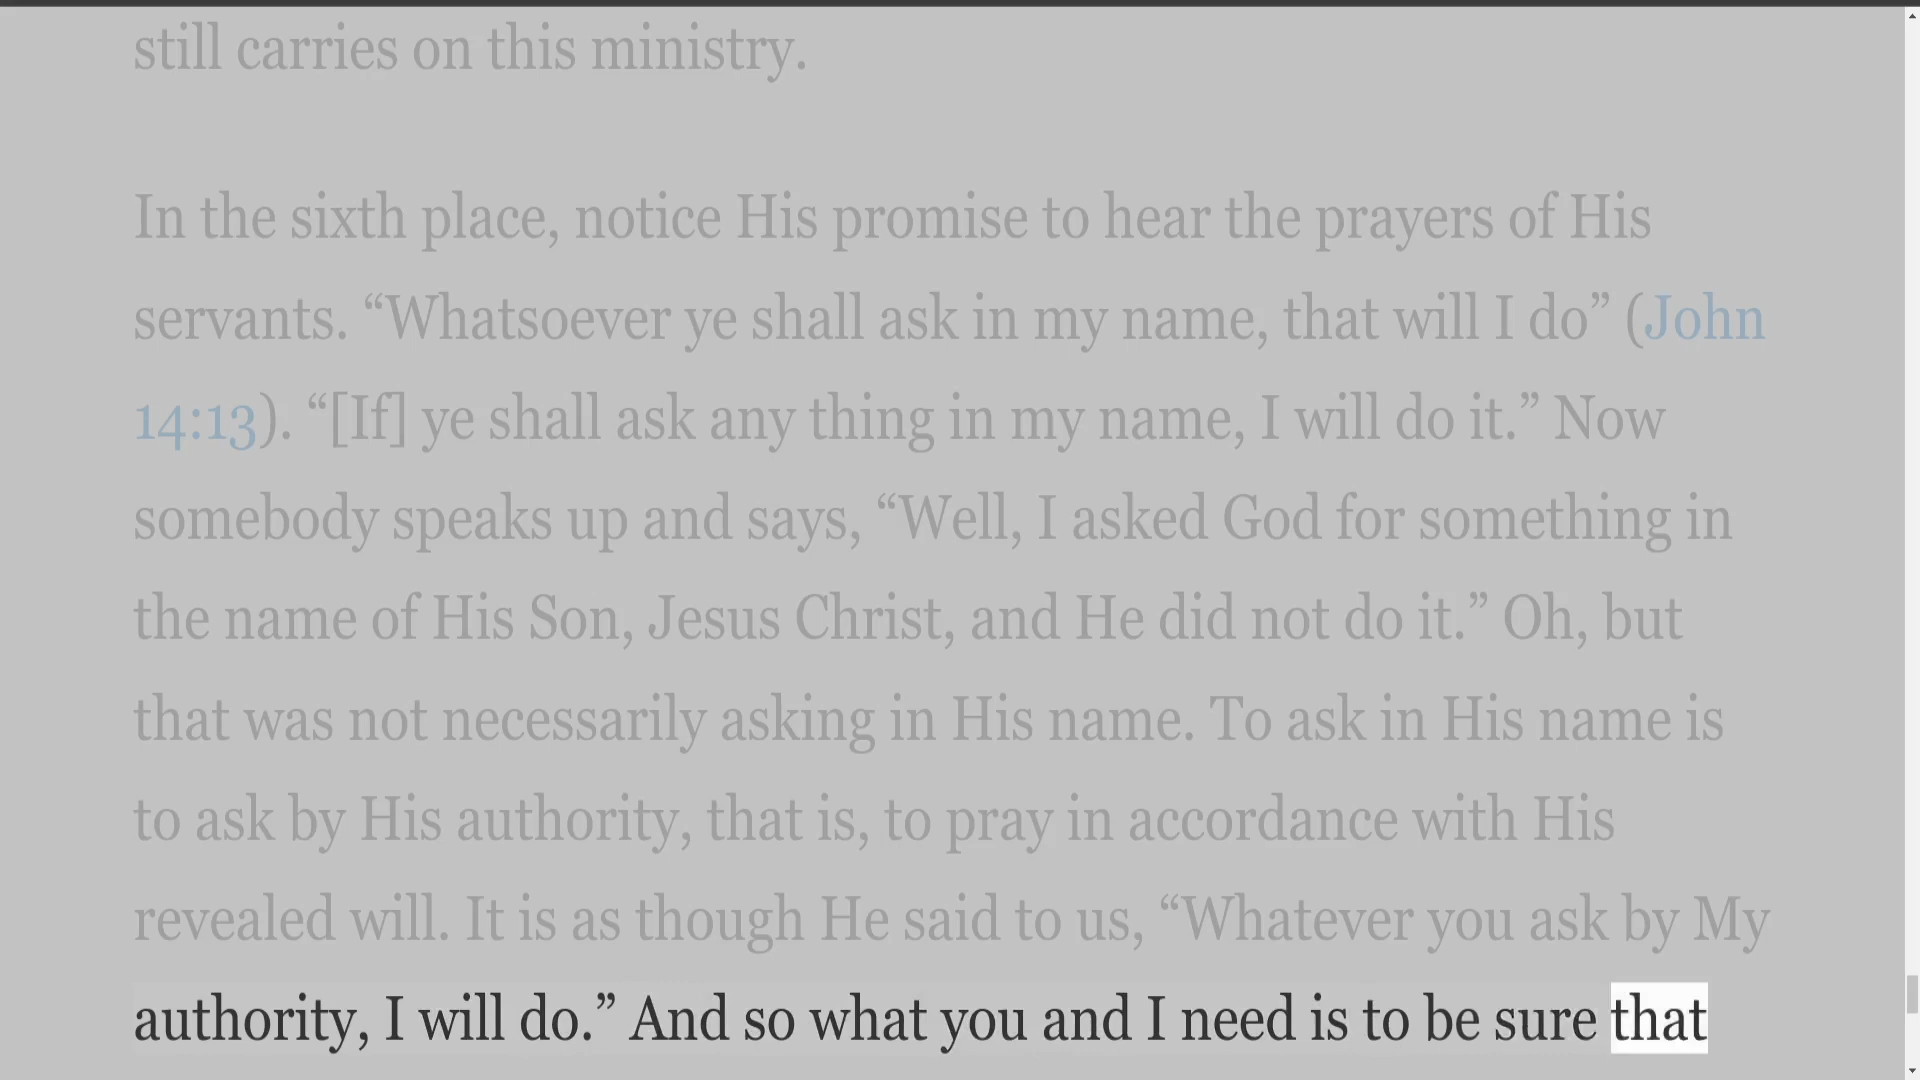 still carries on this ministry.
In the sixth place, notice His promise to hear the prayers of His
servants. “Whatsoever ye shall ask in my name, that will I do” (John
14:13). “[If] ye shall ask any thing in my name, I will do it.” Now
somebody speaks up and says, “Well, I asked God for something in
the name of His Son, Jesus Christ, and He did not do it.” Oh, but
that was not necessarily asking in His name. To ask in His name is
to ask by His authority, that is, to pray in accordance with His
revealed will. It is as though He said to us, “Whatever you ask by My
authority, I will do.” And so what you and I need is to be sure that